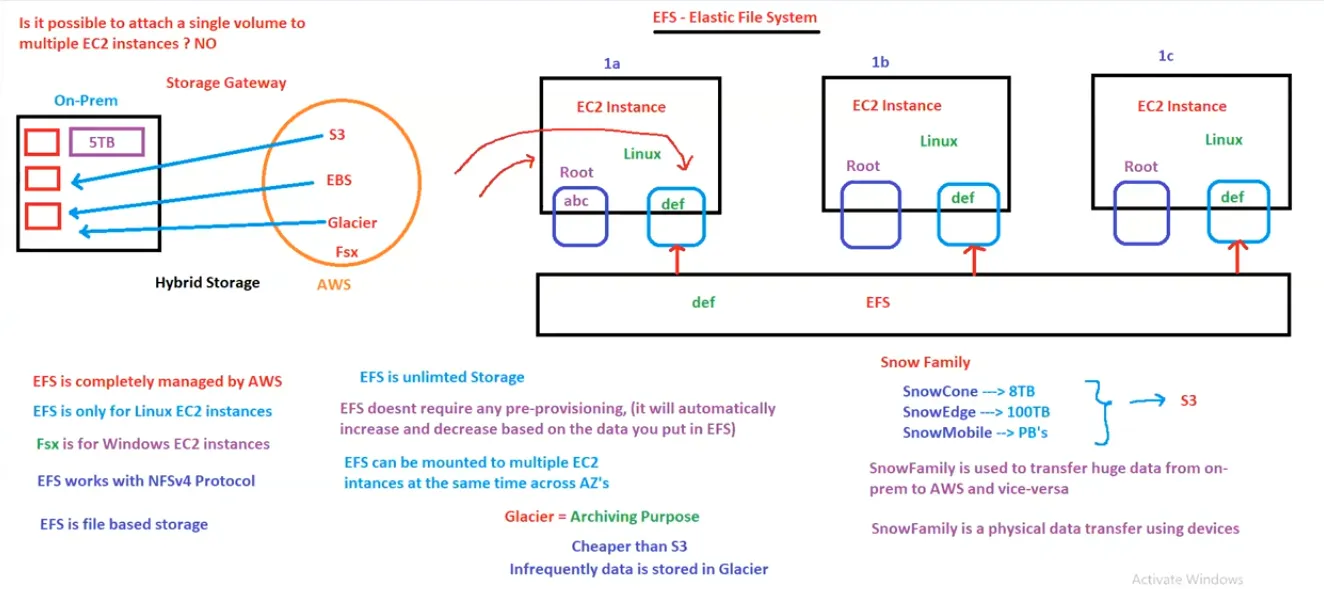 Is it possible to attach a single volume to
multiple EC2 instances ? NO
EFS - Elastic File System
Storage Gateway
On-Prem
5TB
S3
EBS
Glacier
Fsx
Hybrid Storage
AWS
1a
EC2 Instance
Linux
Root
abc
def
1b
EC2 Instance
Linux
Root
def
1c
EC2 Instance
Linux
Root
def
def
EFS
EFS is completely managed by AWS
EFS is only for Linux EC2 instances
Fsx is for Windows EC2 instances
EFS works with NFSv4 Protocol
EFS is file based storage
EFS is unlimted Storage
EFS doesnt require any pre-provisioning, (it will automatically
increase and decrease based on the data you put in EFS)
EFS can be mounted to multiple EC2
intances at the same time across AZ's
Glacier = Archiving Purpose
Cheaper than S3
Infrequently data is stored in Glacier
Snow Family
SnowCone ---> 8TB
SnowEdge ---> 100TB
SnowMobile --> PB's
S3
SnowFamily is used to transfer huge data from on-
prem to AWS and vice-versa
SnowFamily is a physical data transfer using devices
Activate Windows